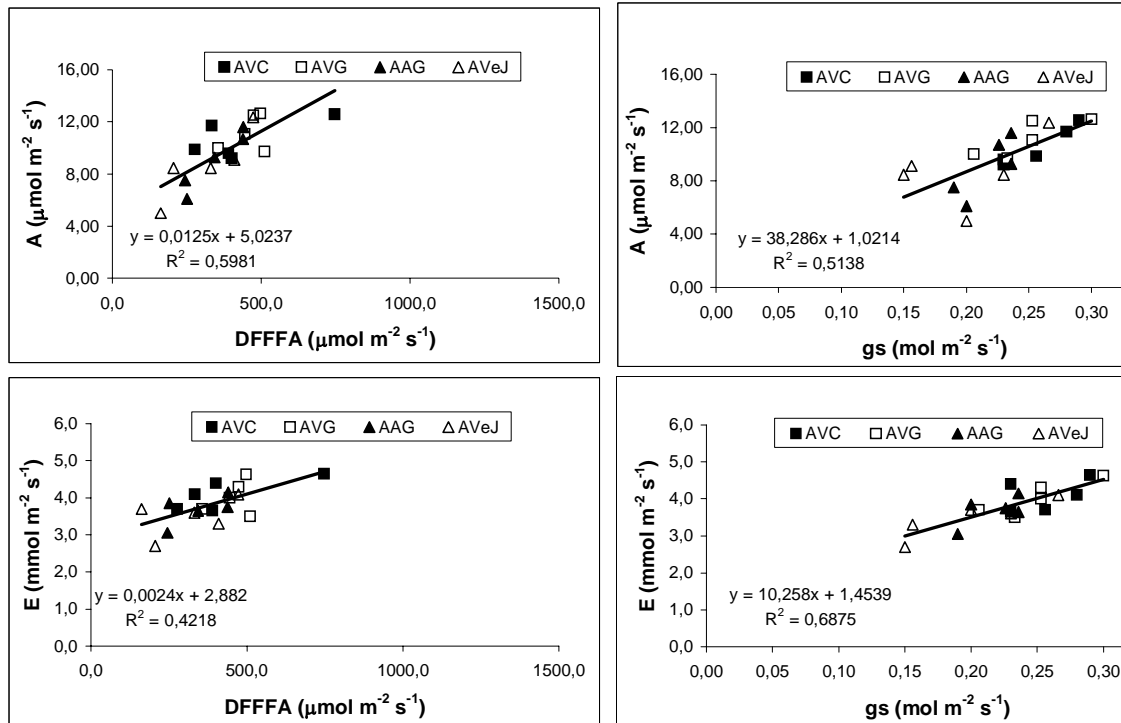 AVC AVG AAG AVeJ
16,00
12,00
8,00
4,00
0,00
A (μmol m⁻² s⁻¹)
y = 0,0125x + 5,0237
R² = 0,5981
0,0 500,0 1000,0 1500,0
DFFFA (μmol m⁻² s⁻¹)
AVC AVG AAG AVeJ
16,00
12,00
8,00
4,00
0,00
A (μmol m⁻² s⁻¹)
y = 38,286x + 1,0214
R² = 0,5138
0,00 0,05 0,10 0,15 0,20 0,25 0,30
gs (mol m⁻² s⁻¹)
AVC AVG AAG AVeJ
6,0
5,0
4,0
3,0
2,0
1,0
0,0
E (mmol m⁻² s⁻¹)
y = 0,0024x + 2,882
R² = 0,4218
0,0 500,0 1000,0 1500,0
DFFFA (μmol m⁻² s⁻¹)
AVC AVG AAG AVeJ
6,0
5,0
4,0
3,0
2,0
1,0
0,0
E (mmol m⁻² s⁻¹)
y = 10,258x + 1,4539
R² = 0,6875
0,00 0,05 0,10 0,15 0,20 0,25 0,30
gs (mol m⁻² s⁻¹)